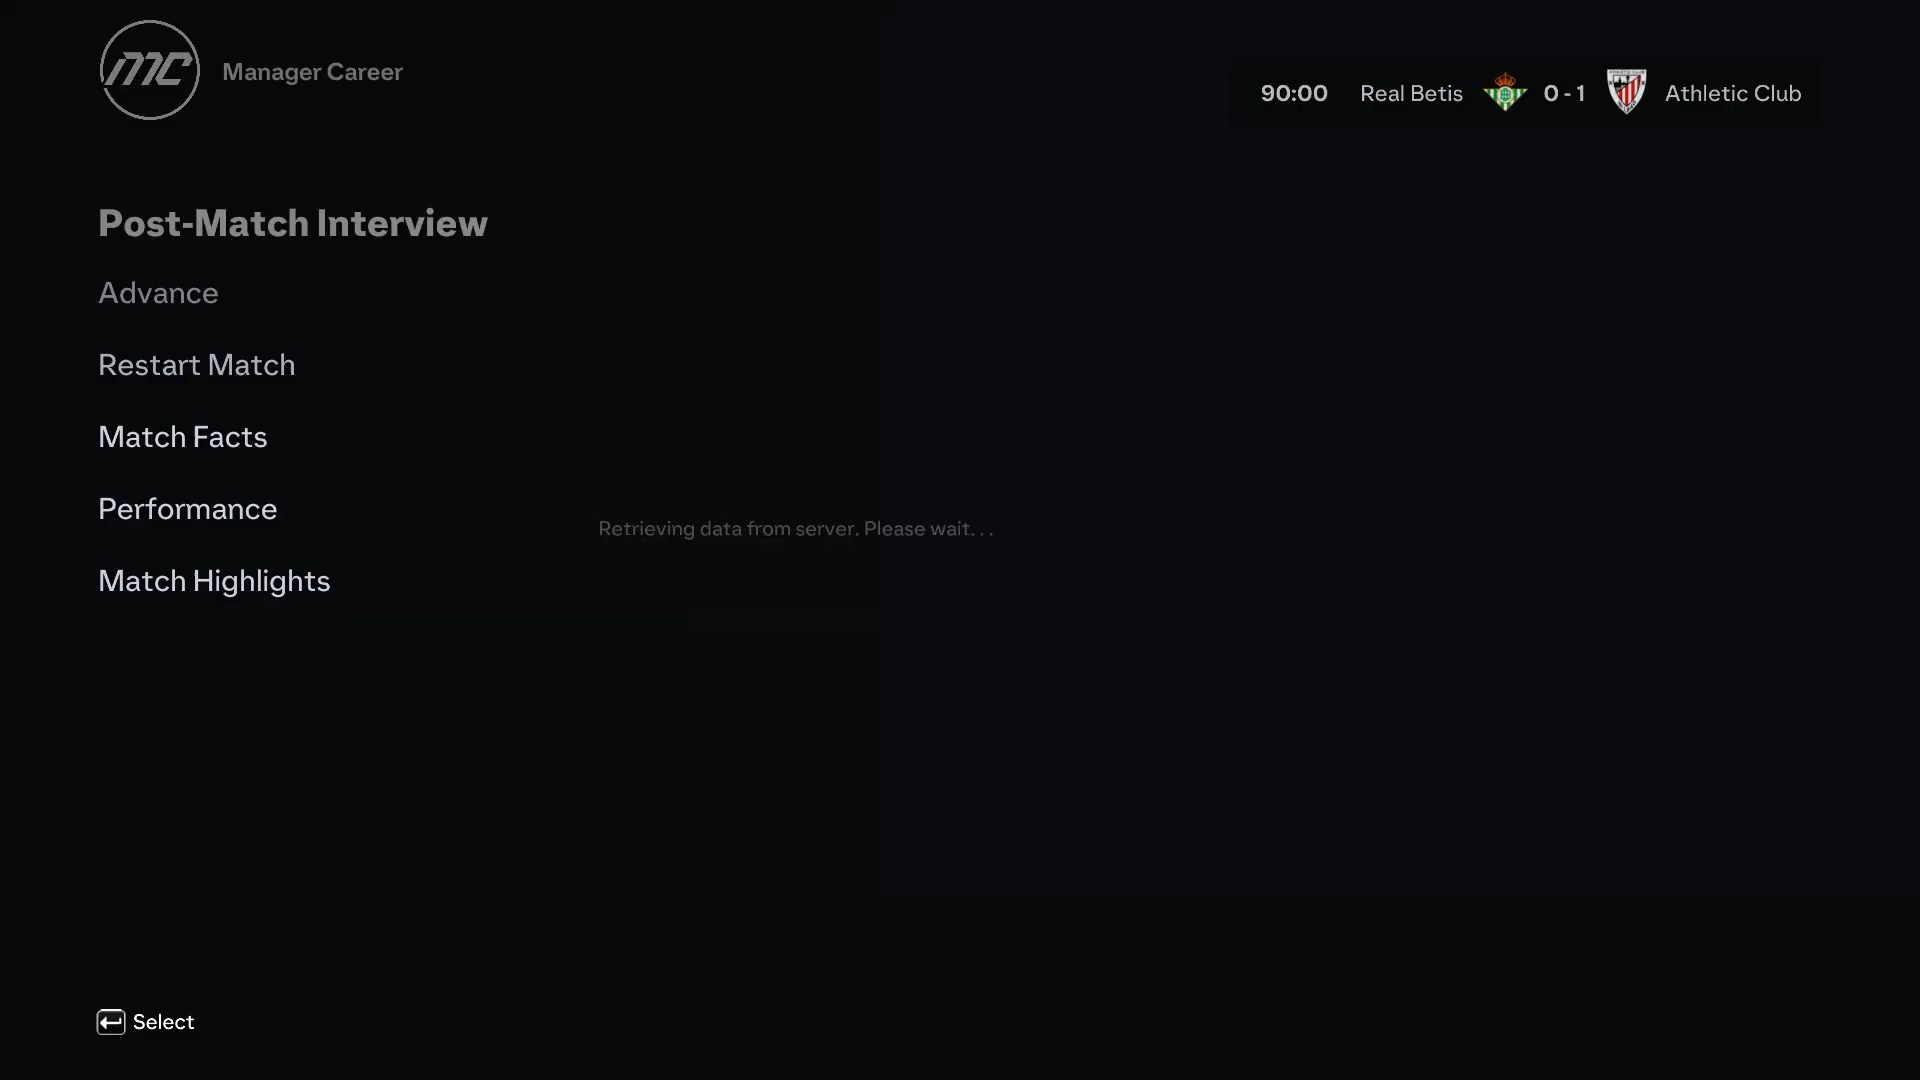 MC Manager Career
90:00 Real Betis 0 - 1 Athletic Club
Post-Match Interview
Advance
Restart Match
Match Facts
Performance
Retrieving data from server. Please wait. . .
Match Highlights
Select